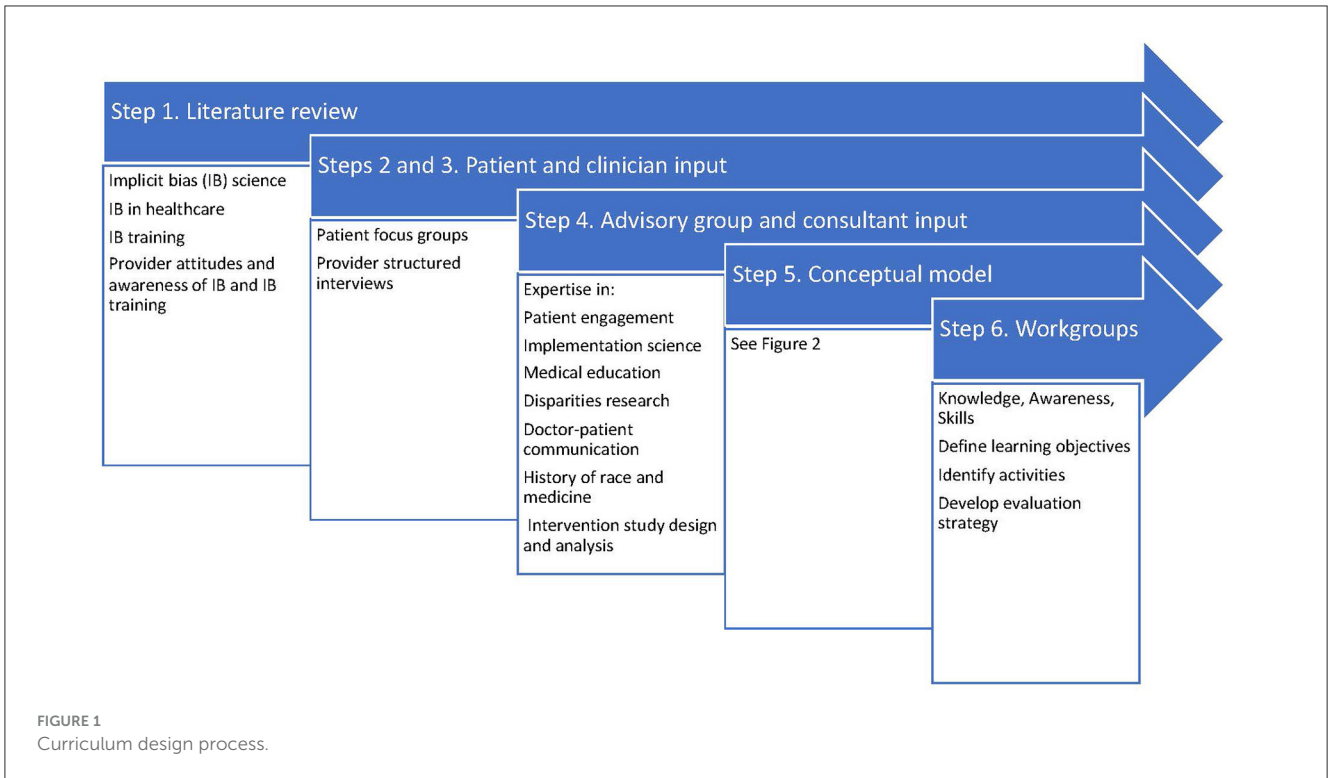 Step 1. Literature review
Implicit bias (IB) science
IB in healthcare
IB training
Provider attitudes and
awareness of IB and IB
training
Steps 2 and 3. Patient and clinician input
Patient focus groups
Provider structured
interviews
Step 4. Advisory group and consultant input
Expertise in:
Patient engagement
Implementation science
Medical education
Disparities research
Doctor-patient
communication
History of race and
medicine
Intervention study design
and analysis
Step 5. Conceptual model
See Figure 2
Step 6. Workgroups
Knowledge, Awareness,
Skills
Define learning objectives
Identify activities
Develop evaluation
strategy
FIGURE 1
Curriculum design process.